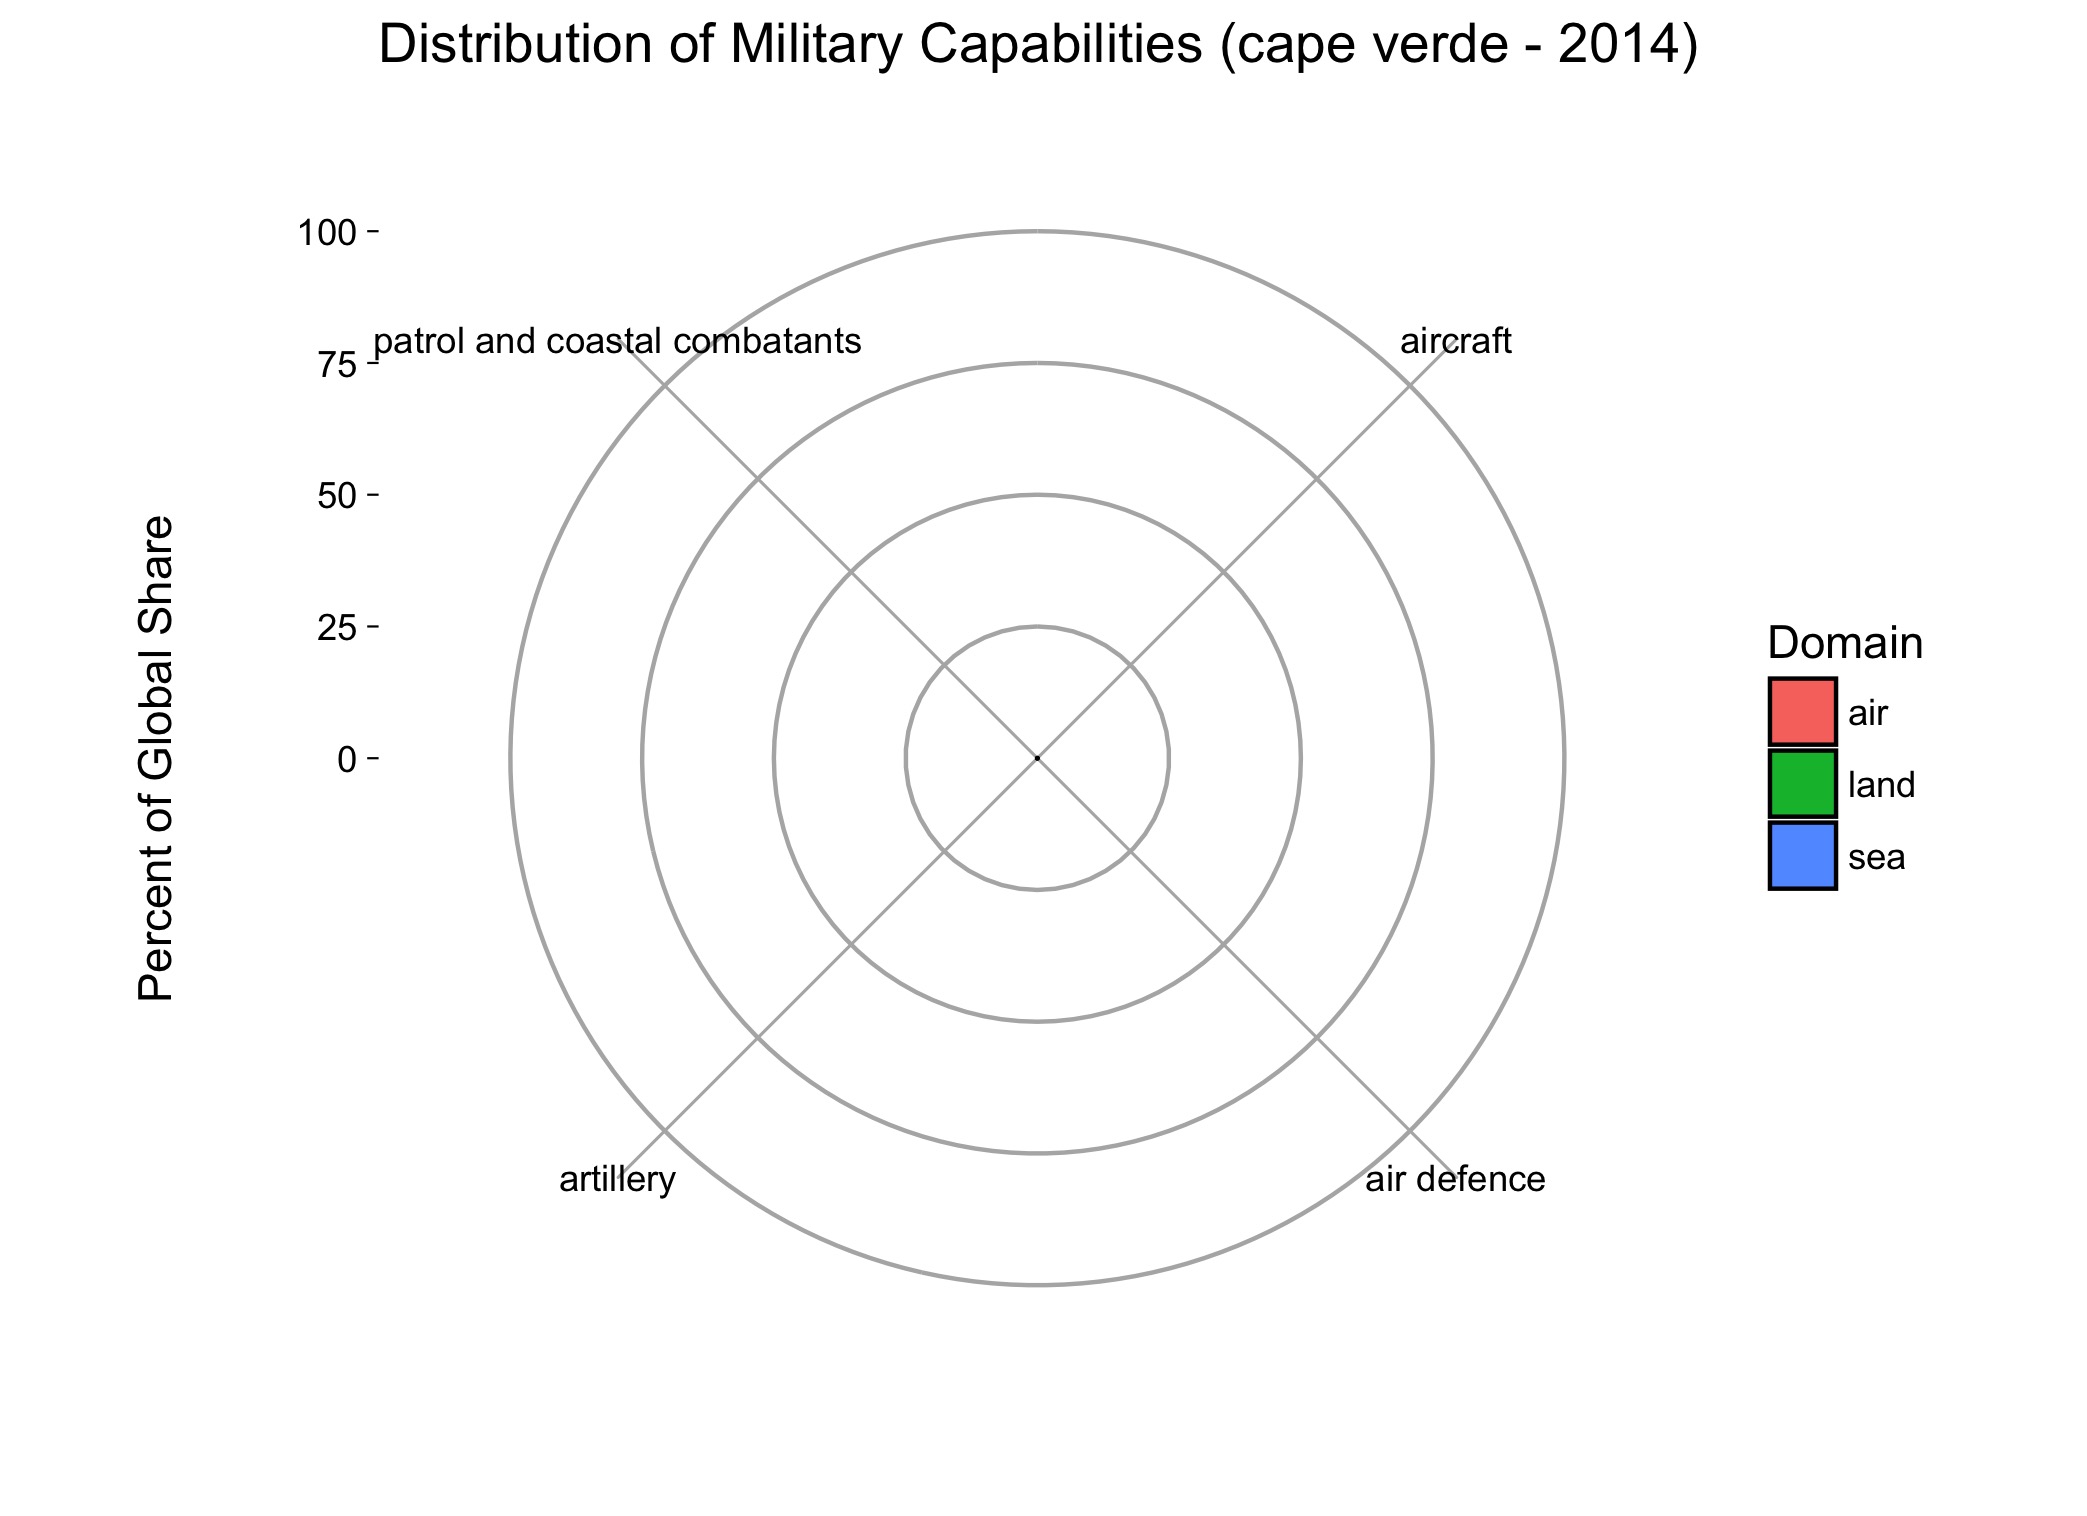 Distribution of Military Capabilities (cape verde - 2014)
100
patrol and coastal combatants
aircraft
75
50
25
0
Percent of Global Share
Domain
air
land
sea
artillery
air defence